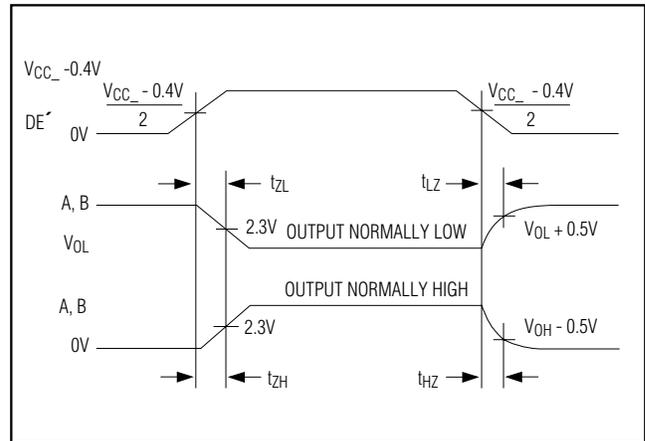 VCC_ -0.4V
VCC_ - 0.4V
2
DE´
0V
VCC_ - 0.4V
2
tZL
tLZ
A, B
2.3V
OUTPUT NORMALLY LOW
VOL + 0.5V
VOL
OUTPUT NORMALLY HIGH
A, B
2.3V
VOH - 0.5V
0V
tZH
tHZ